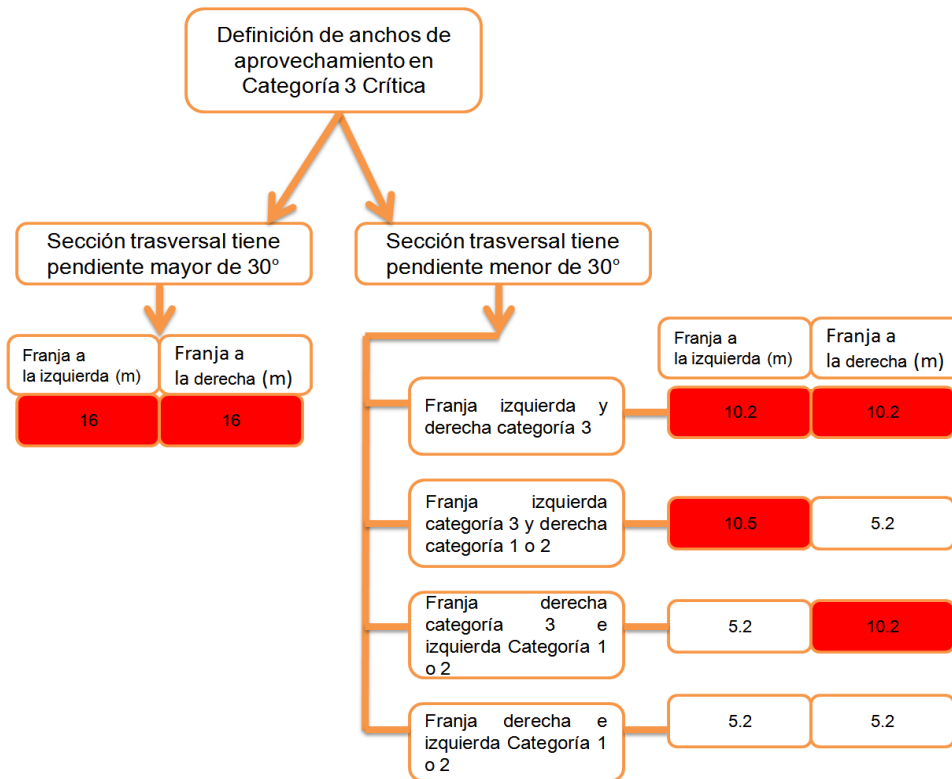 Definición de anchos de
aprovechamiento en
Categoría 3 Crítica
Sección trasversal tiene
pendiente mayor de 30°
Sección trasversal tiene
pendiente menor de 30°
Franja a
la izquierda (m)
Franja a
la derecha (m)
16
16
Franja a
la izquierda (m)
Franja a
la derecha (m)
Franja izquierda y
derecha categoría 3
10.2
10.2
Franja izquierda
categoría 3 y derecha
categoría 1 o 2
10.5
5.2
Franja derecha
categoría 3 e
izquierda Categoría 1
o 2
5.2
10.2
Franja derecha e
izquierda Categoría 1
o 2
5.2
5.2